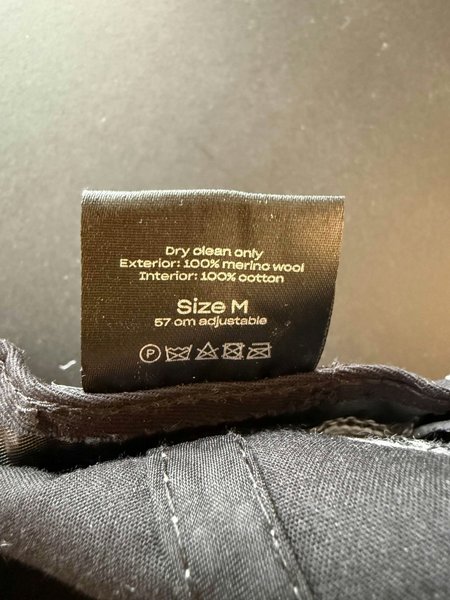 Dry clean only
Exterior: 100% merino wool
Interior: 100% cotton
Size M
57 cm adjustable
P